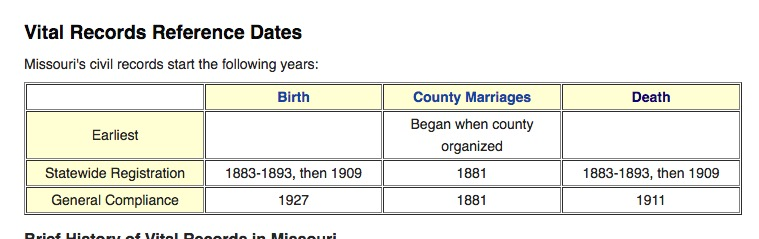 Vital Records Reference Dates
Missouri's civil records start the following years:
Birth County Marriages Death
Earliest Began when county
organized
Statewide Registration 1883-1893, then 1909 1881 1883-1893, then 1909
General Compliance 1927 1881 1911
Brief History of Vital Records in Missouri